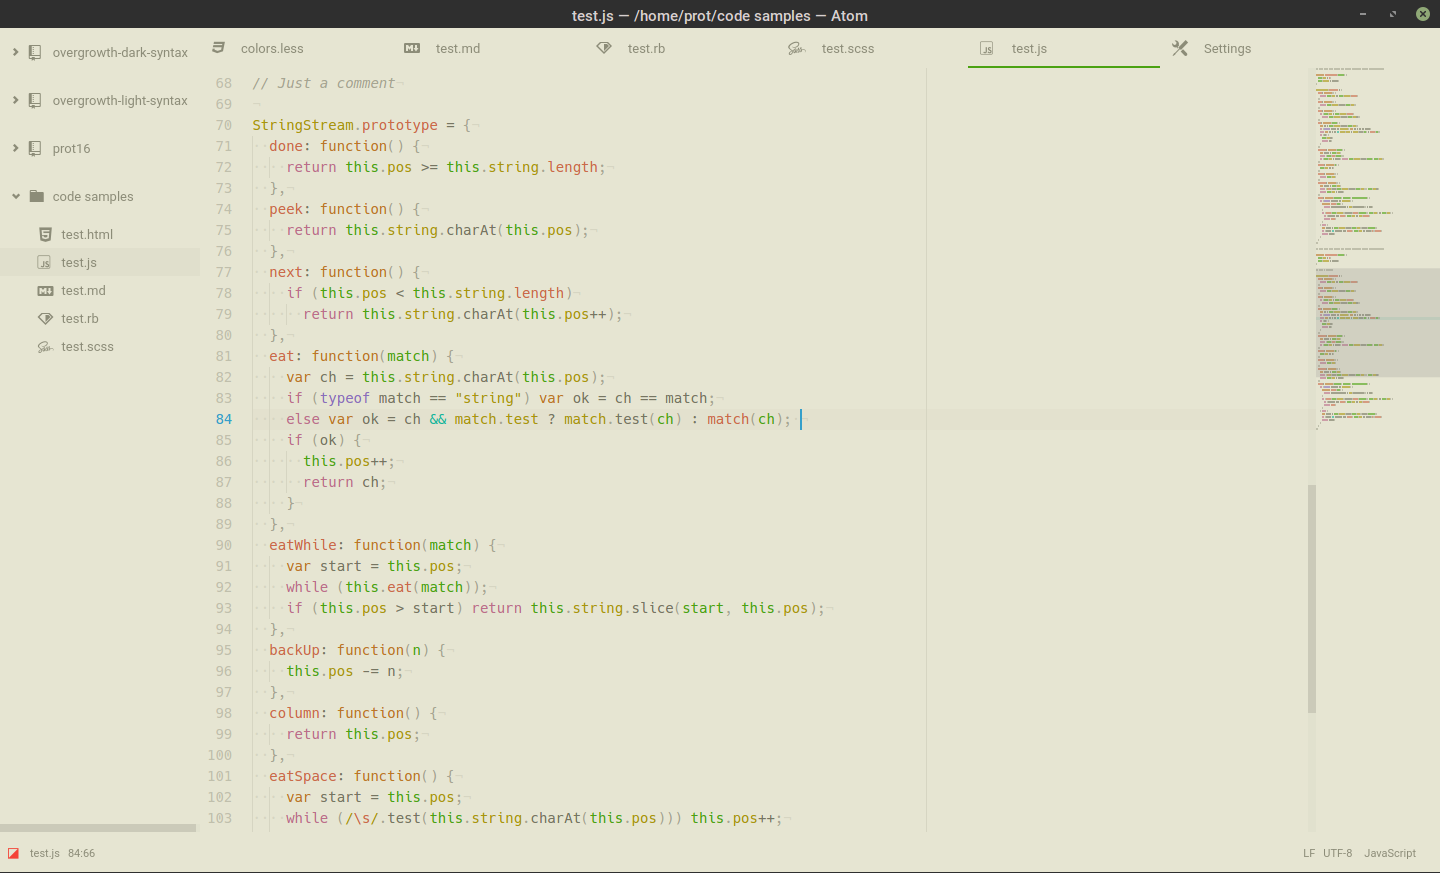 test.js — /home/prot/code samples — Atom
overgrowth-dark-syntax
overgrowth-light-syntax
prot16
code samples
test.html
test.js
test.md
test.rb
test.scss
colors.less
test.md
test.rb
test.scss
test.js
Settings
68 // Just a comment¬
69 ¬
70 StringStream.prototype = {¬
71 ··done: function() {¬
72 ····return this.pos >= this.string.length;¬
73 ··},¬
74 ··peek: function() {¬
75 ····return this.string.charAt(this.pos);¬
76 ··},¬
77 ··next: function() {¬
78 ····if (this.pos < this.string.length)¬
79 ······return this.string.charAt(this.pos++);¬
80 ··},¬
81 ··eat: function(match) {¬
82 ····var ch = this.string.charAt(this.pos);¬
83 ····if (typeof match == "string") var ok = ch == match;¬
84 ····else var ok = ch && match.test ? match.test(ch) : match(ch);·¬
85 ····if (ok) {¬
86 ······this.pos++;¬
87 ······return ch;¬
88 ····}¬
89 ··},¬
90 ··eatWhile: function(match) {¬
91 ····var start = this.pos;¬
92 ····while (this.eat(match));¬
93 ····if (this.pos > start) return this.string.slice(start, this.pos);¬
94 ··},¬
95 ··backUp: function(n) {¬
96 ····this.pos -= n;¬
97 ··},¬
98 ··column: function() {¬
99 ····return this.pos;¬
100 ··},¬
101 ··eatSpace: function() {¬
102 ····var start = this.pos;¬
103 ····while (/\s/.test(this.string.charAt(this.pos))) this.pos++;¬
test.js 84:66
LF UTF-8 JavaScript